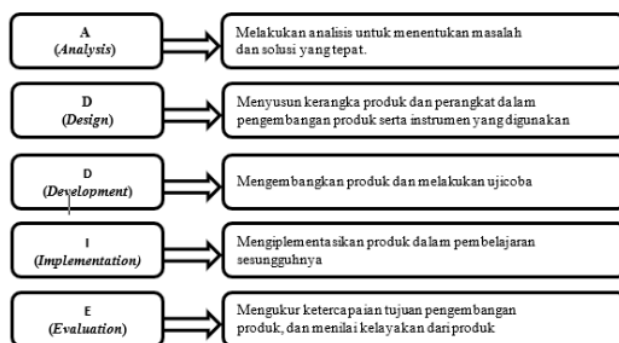 A
(Analysis)
Melakukan analisis untuk menentukan masalah
dan solusi yang tepat.
D
(Design)
Menyusun kerangka produk dan perangkat dalam
pengembangan produk serta instrumen yang digunakan
D
(Development)
Mengembangkan produk dan melakukan ujicoba
I
(Implementation)
Mengiplementasikan produk dalam pembelajaran
sesungguhnya
E
(Evaluation)
Mengukur ketercapaian tujuan pengembangan
produk, dan menilai kelayakan dari produk